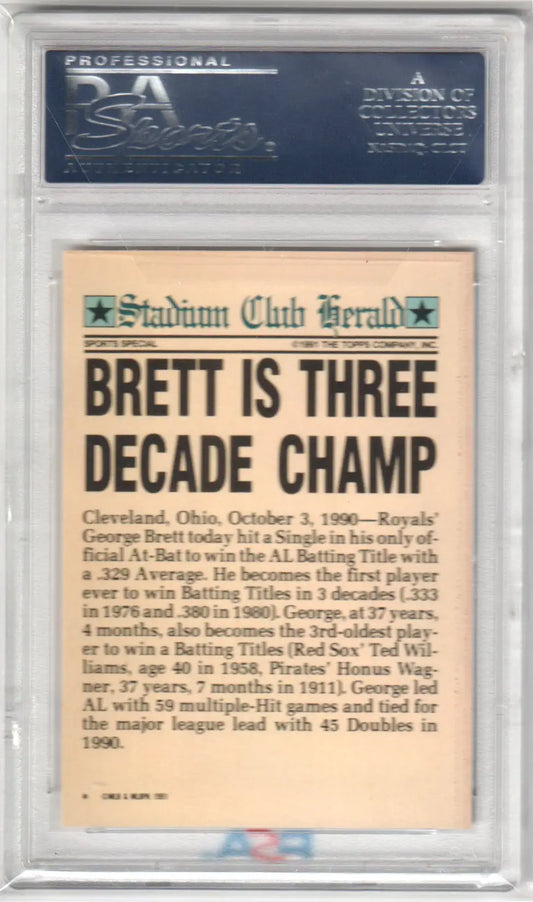 PROFESSIONAL
PSA
Sports
AUTHENTICATOR
A
DIVISION OF
COLLECTORS
UNIVERSE
NASDAQ: CLCT
Stadium Club Herald
SPORTS SPECIAL ©1991 THE TOPPS COMPANY, INC.
BRETT IS THREE
DECADE CHAMP
Cleveland, Ohio, October 3, 1990—Royals'
George Brett today hit a Single in his only of-
ficial At-Bat to win the AL Batting Title with
a .329 Average. He becomes the first player
ever to win Batting Titles in 3 decades (.333
in 1976 and .380 in 1980). George, at 37 years,
4 months, also becomes the 3rd-oldest play-
er to win a Batting Titles (Red Sox' Ted Wil-
liams, age 40 in 1958, Pirates' Honus Wag-
ner, 37 years, 7 months in 1911). George led
AL with 59 multiple-Hit games and tied for
the major league lead with 45 Doubles in
1990.
PSA